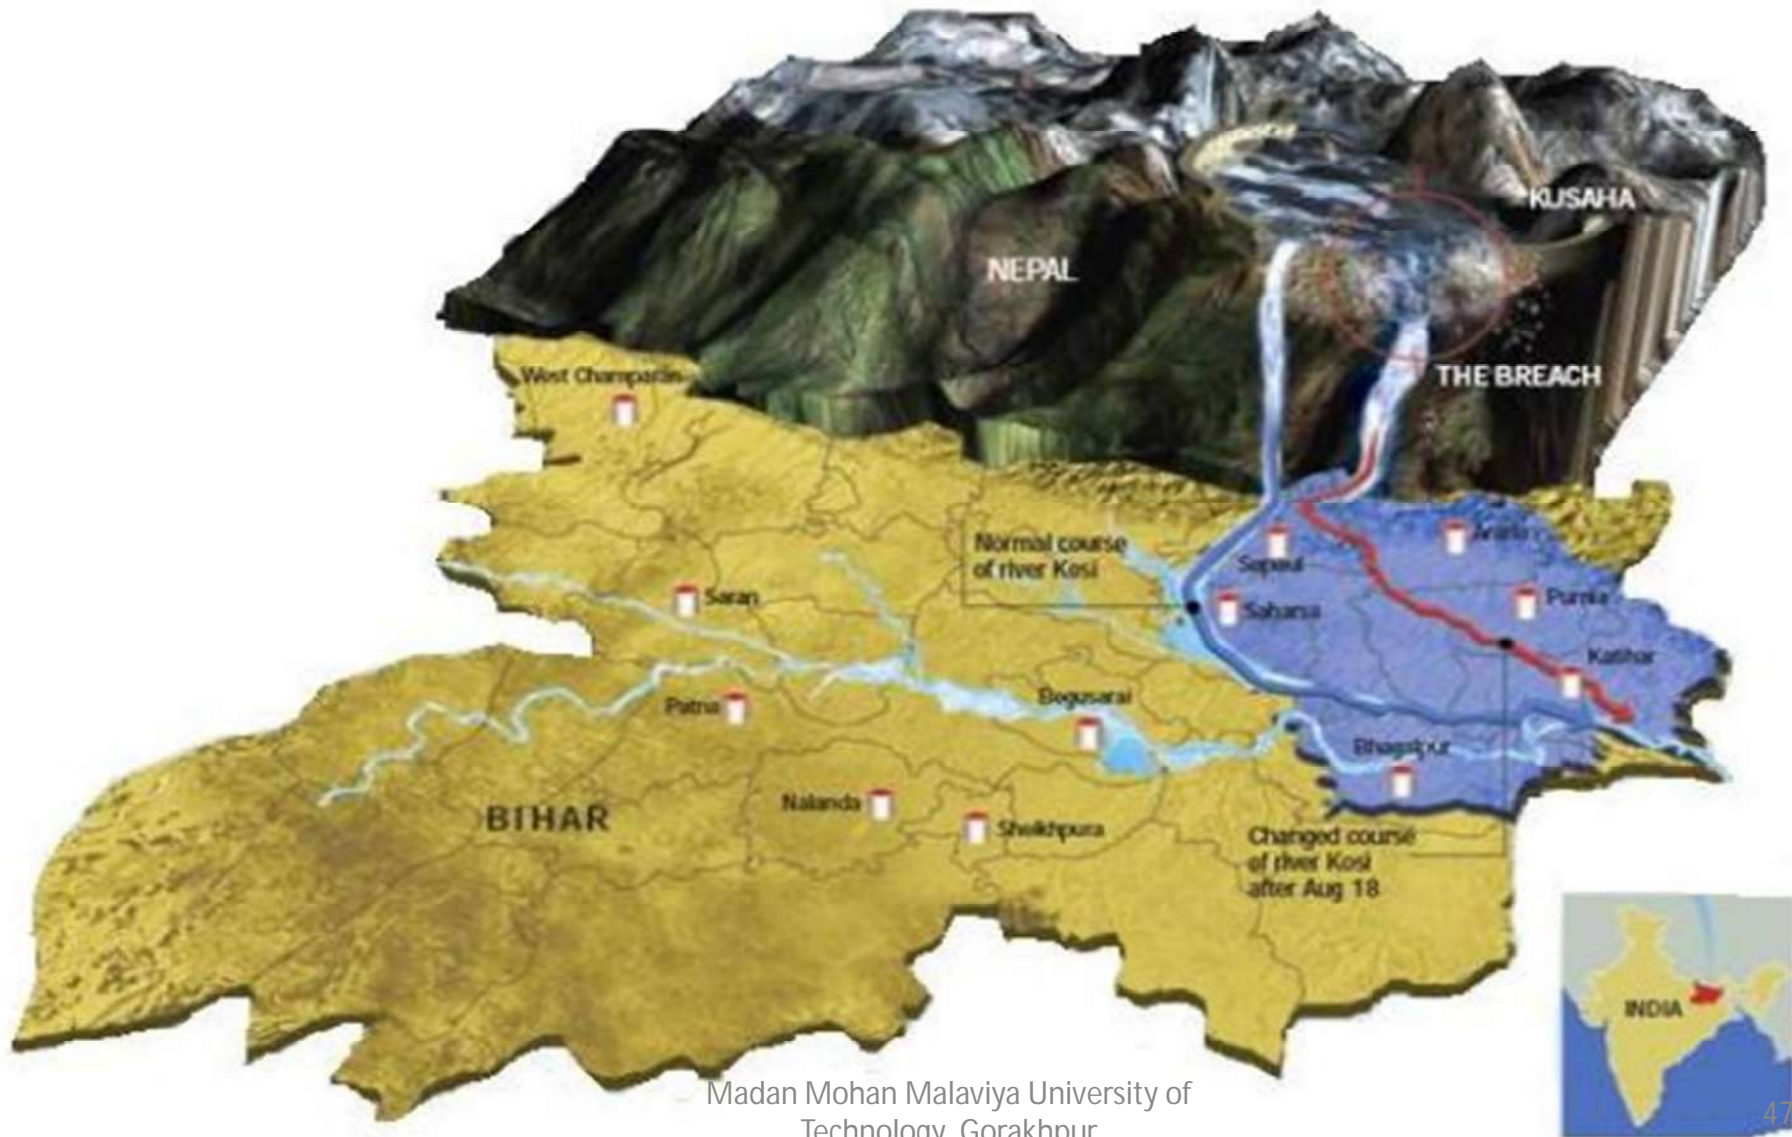 KUSAHA
NEPAL
THE BREACH
West Champaran
Normal course
of river Kosi
Supaul
Araria
Saran
Saharsa
Purnia
Katihar
Patna
Begusarai
Bhagalpur
Nalanda
BIHAR
Sheikhpura
Changed course
of river Kosi
after Aug 18
INDIA
Madan Mohan Malaviya University of
Technology, Gorakhpur
47